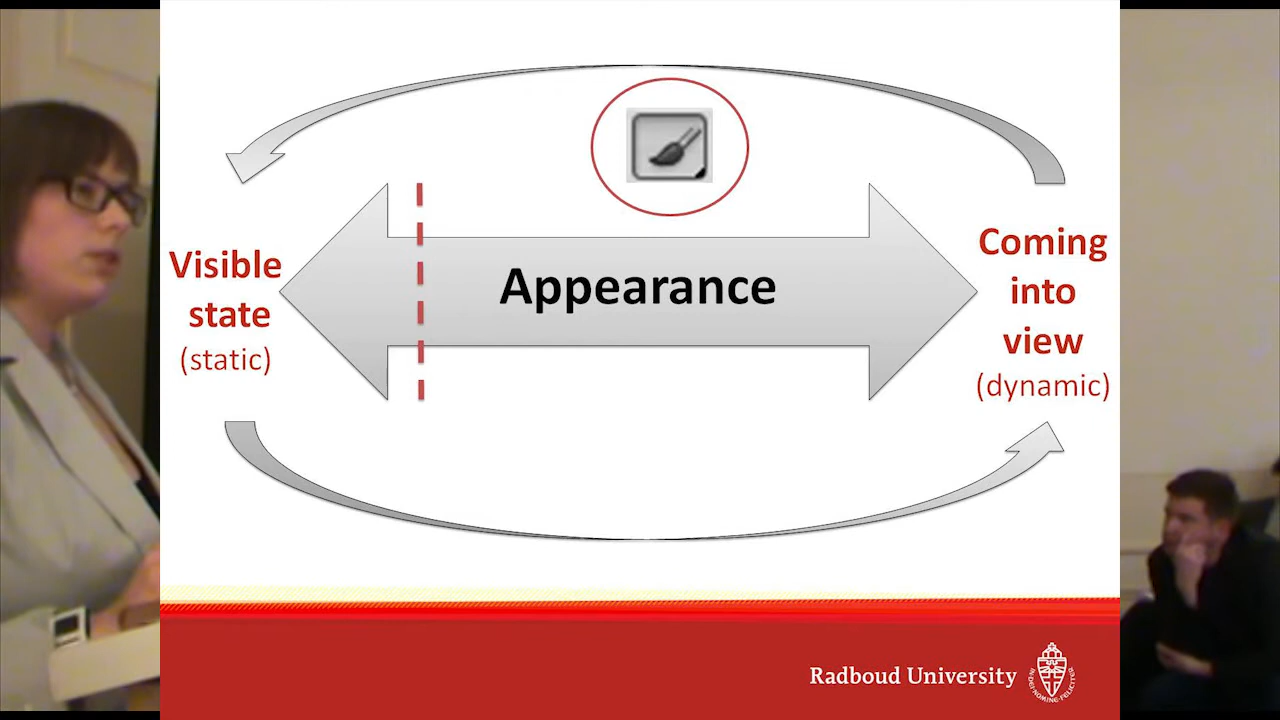 Appearance
Visible
state
(static)
Coming
into
view
(dynamic)
Radboud University